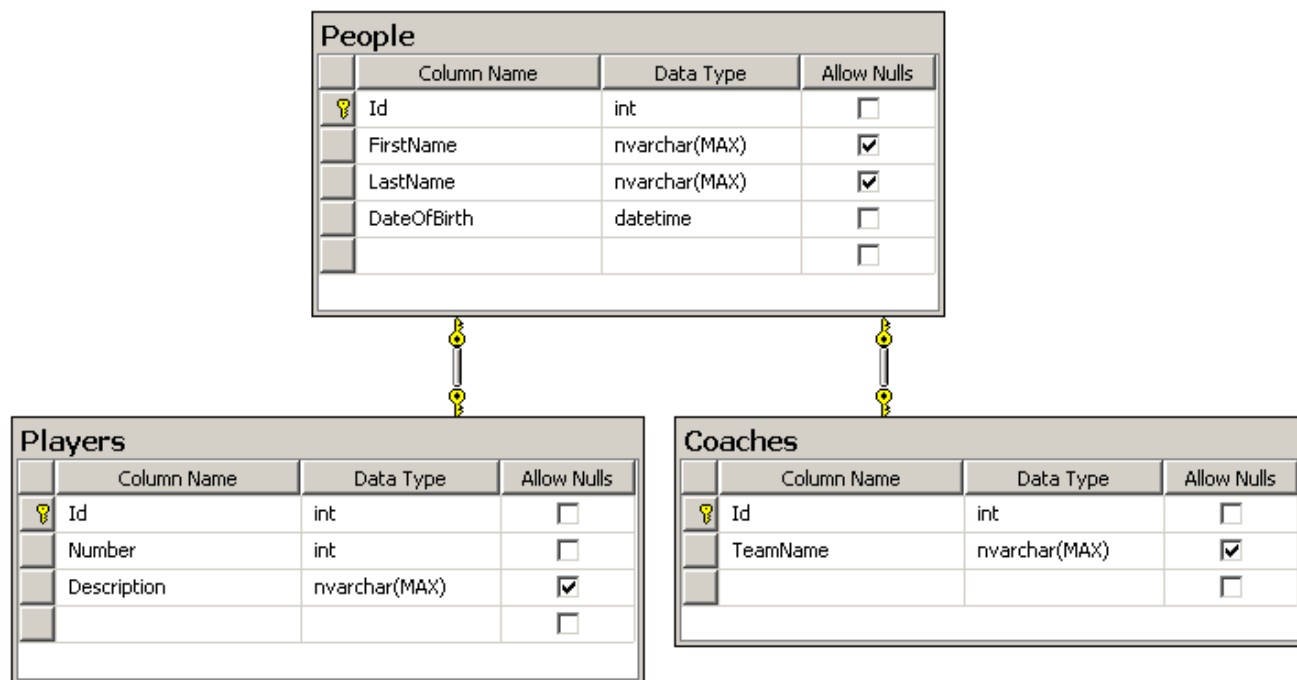 People
Column Name Data Type Allow Nulls
Id int
FirstName nvarchar(MAX)
LastName nvarchar(MAX)
DateOfBirth datetime
Players
Column Name Data Type Allow Nulls
Id int
Number int
Description nvarchar(MAX)
Coaches
Column Name Data Type Allow Nulls
Id int
TeamName nvarchar(MAX)